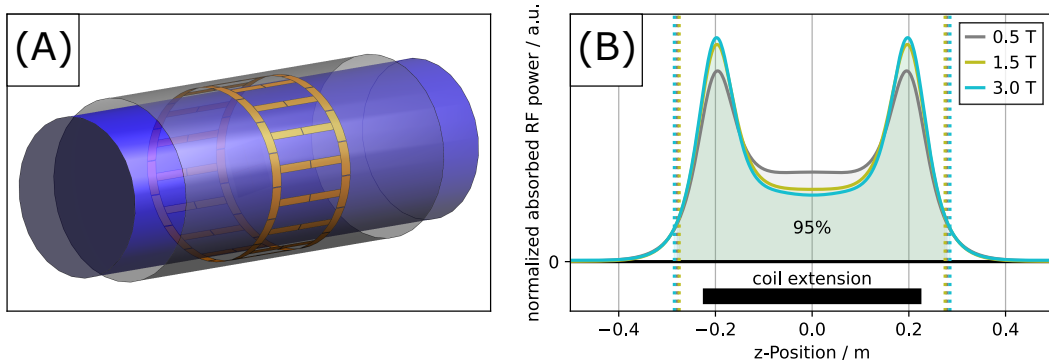 (A)
(B)
normalized absorbed RF power / a.u.
0
0.5 T
1.5 T
3.0 T
95%
coil extension
−0.4
−0.2
0.0
0.2
0.4
z-Position / m